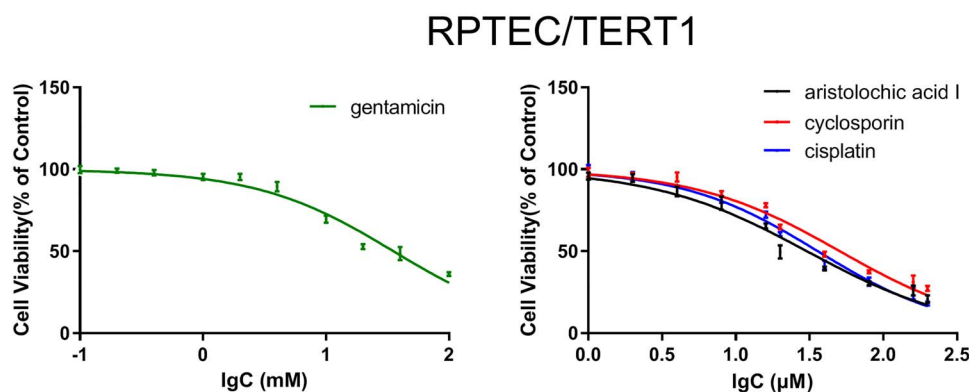 RPTEC/TERT1
Cell Viability(% of Control)
150
100
50
0
-1
0
1
2
lgC (mM)
gentamicin
Cell Viability(% of Control)
150
100
50
0
0.0
0.5
1.0
1.5
2.0
2.5
lgC (μM)
aristolochic acid I
cyclosporin
cisplatin